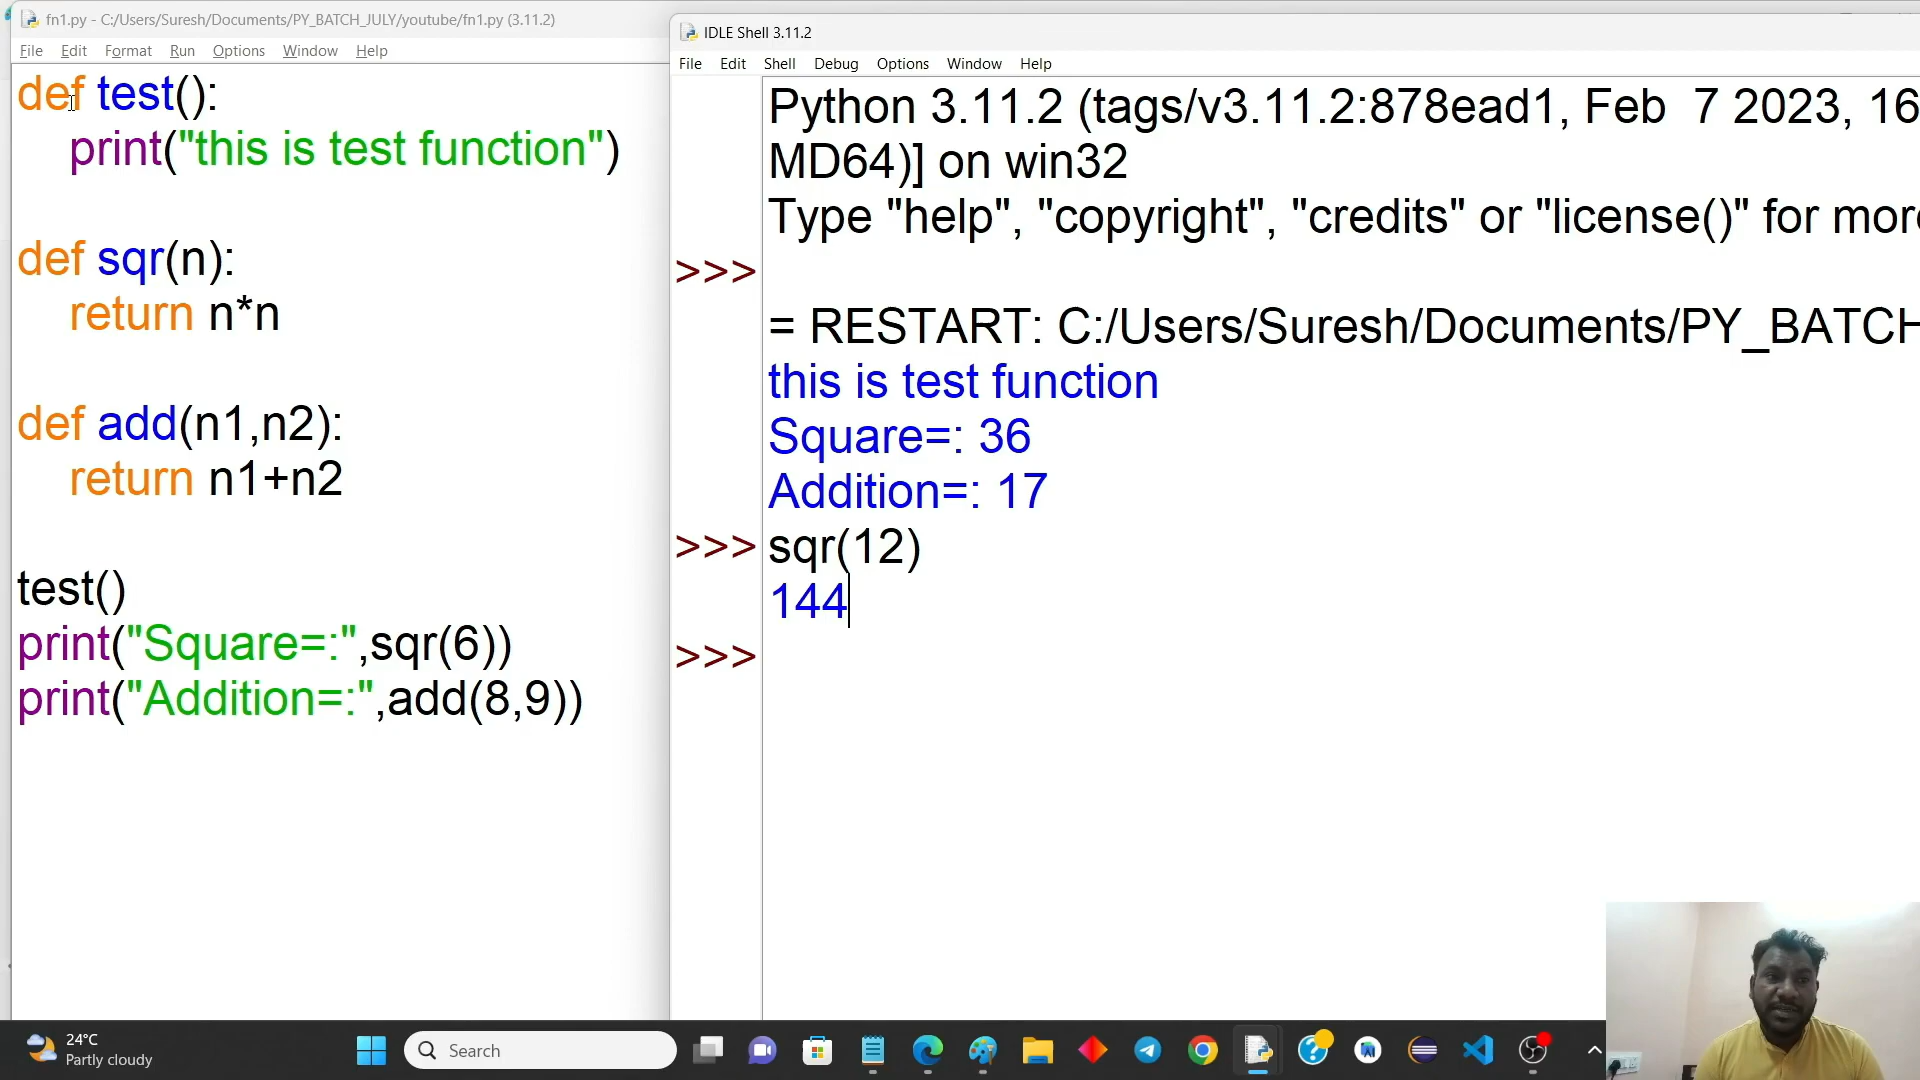 fn1.py - C:/Users/Suresh/Documents/PY_BATCH_JULY/youtube/fn1.py (3.11.2)
File Edit Format Run Options Window Help
def test():
    print("this is test function")
def sqr(n):
    return n*n
def add(n1,n2):
    return n1+n2
test()
print("Square=:",sqr(6))
print("Addition=:",add(8,9))
IDLE Shell 3.11.2
File Edit Shell Debug Options Window Help
Python 3.11.2 (tags/v3.11.2:878ead1, Feb  7 2023, 16
MD64)] on win32
Type "help", "copyright", "credits" or "license()" for more
>>>
= RESTART: C:/Users/Suresh/Documents/PY_BATCH
this is test function
Square=: 36
Addition=: 17
>>> sqr(12)
144
>>>
24°C
Partly cloudy
Search